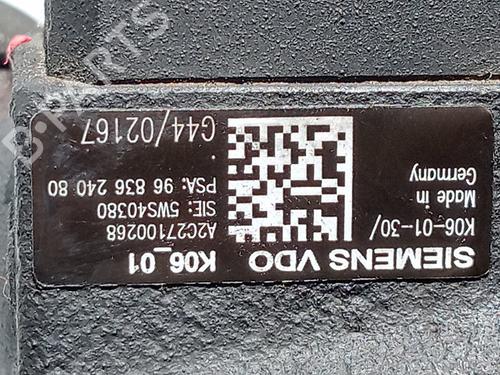 SIEMENS VDO K06_01
K06-01-30/
Made in
Germany
A2C27100268
SIE: 5WS40380
PSA: 96 836 240 80
G44/02167
B-PARTS